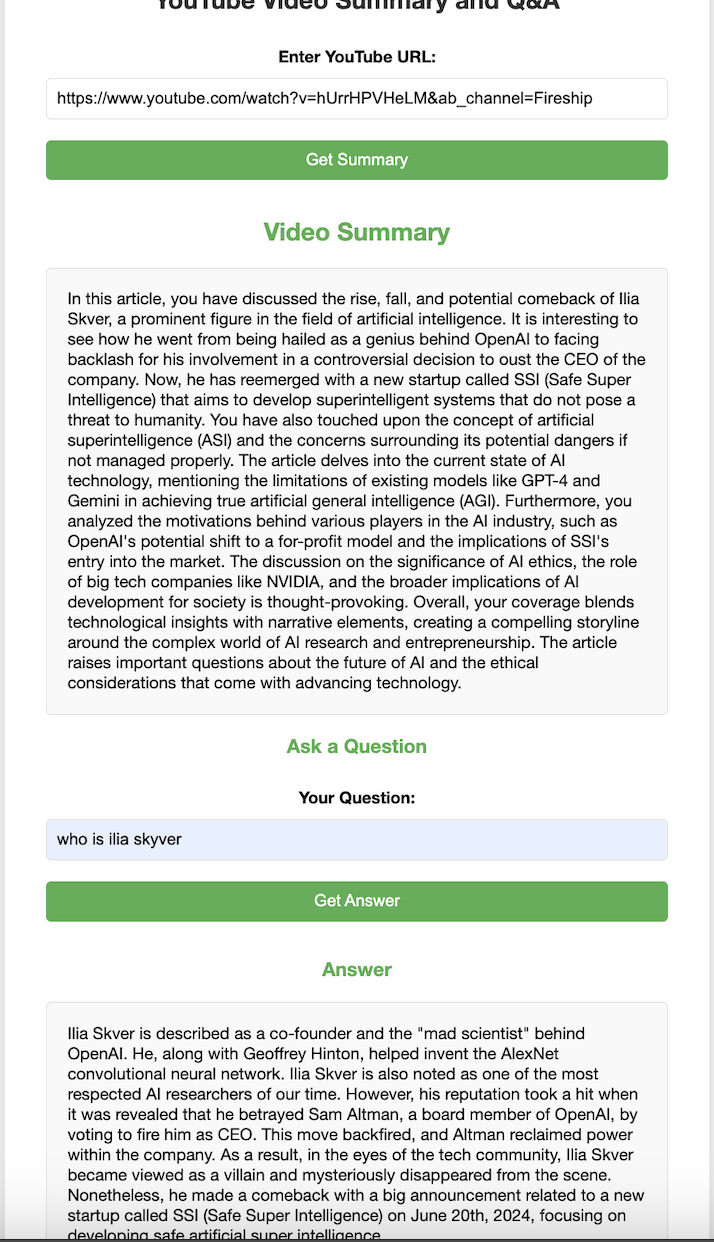 YouTube Video Summary and Q&A
Enter YouTube URL:
https://www.youtube.com/watch?v=hUrrHPVHeLM&ab_channel=Fireship
Get Summary
Video Summary
In this article, you have discussed the rise, fall, and potential comeback of Ilia
Skver, a prominent figure in the field of artificial intelligence. It is interesting to
see how he went from being hailed as a genius behind OpenAI to facing
backlash for his involvement in a controversial decision to oust the CEO of the
company. Now, he has reemerged with a new startup called SSI (Safe Super
Intelligence) that aims to develop superintelligent systems that do not pose a
threat to humanity. You have also touched upon the concept of artificial
superintelligence (ASI) and the concerns surrounding its potential dangers if
not managed properly. The article delves into the current state of AI
technology, mentioning the limitations of existing models like GPT-4 and
Gemini in achieving true artificial general intelligence (AGI). Furthermore, you
analyzed the motivations behind various players in the AI industry, such as
OpenAI's potential shift to a for-profit model and the implications of SSI's
entry into the market. The discussion on the significance of AI ethics, the role
of big tech companies like NVIDIA, and the broader implications of AI
development for society is thought-provoking. Overall, your coverage blends
technological insights with narrative elements, creating a compelling storyline
around the complex world of AI research and entrepreneurship. The article
raises important questions about the future of AI and the ethical
considerations that come with advancing technology.
Ask a Question
Your Question:
who is ilia skyver
Get Answer
Answer
Ilia Skver is described as a co-founder and the "mad scientist" behind
OpenAI. He, along with Geoffrey Hinton, helped invent the AlexNet
convolutional neural network. Ilia Skver is also noted as one of the most
respected AI researchers of our time. However, his reputation took a hit when
it was revealed that he betrayed Sam Altman, a board member of OpenAI, by
voting to fire him as CEO. This move backfired, and Altman reclaimed power
within the company. As a result, in the eyes of the tech community, Ilia Skver
became viewed as a villain and mysteriously disappeared from the scene.
Nonetheless, he made a comeback with a big announcement related to a new
startup called SSI (Safe Super Intelligence) on June 20th, 2024, focusing on
developing safe artificial super intelligence.